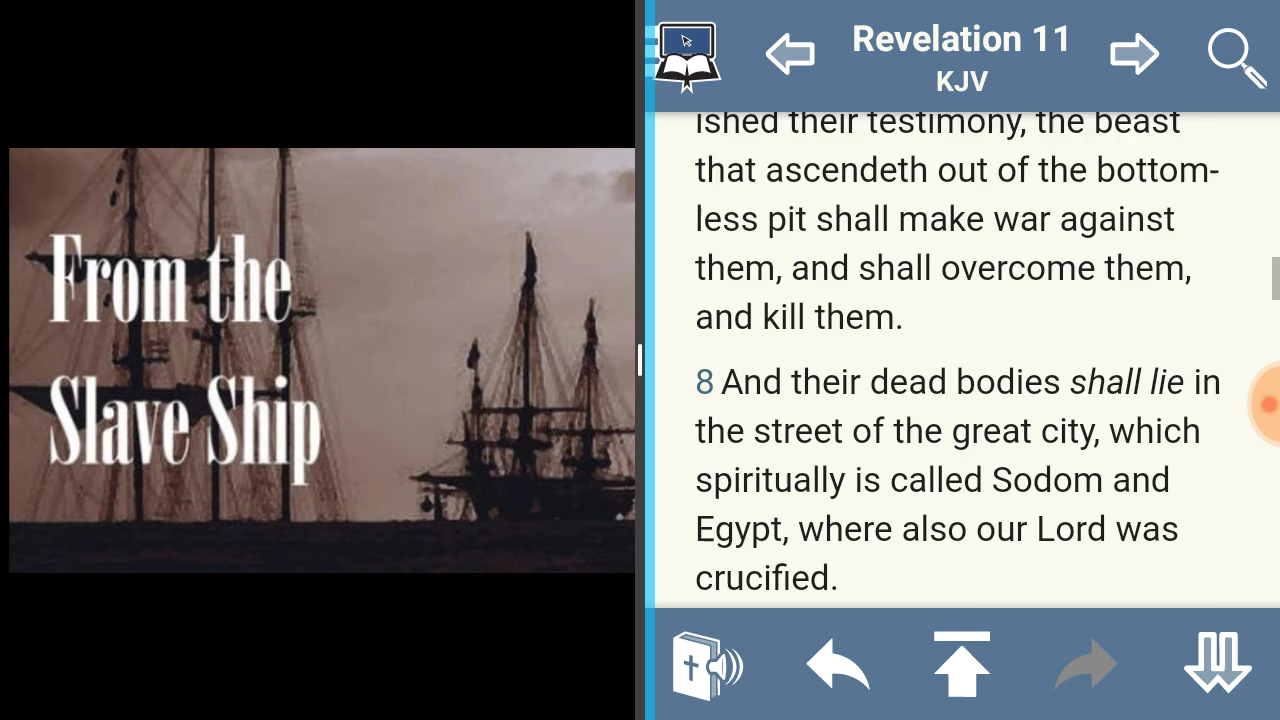 From the
Slave Ship
Revelation 11
KJV
ished their testimony, the beast
that ascendeth out of the bottom-
less pit shall make war against
them, and shall overcome them,
and kill them.
8 And their dead bodies shall lie in
the street of the great city, which
spiritually is called Sodom and
Egypt, where also our Lord was
crucified.